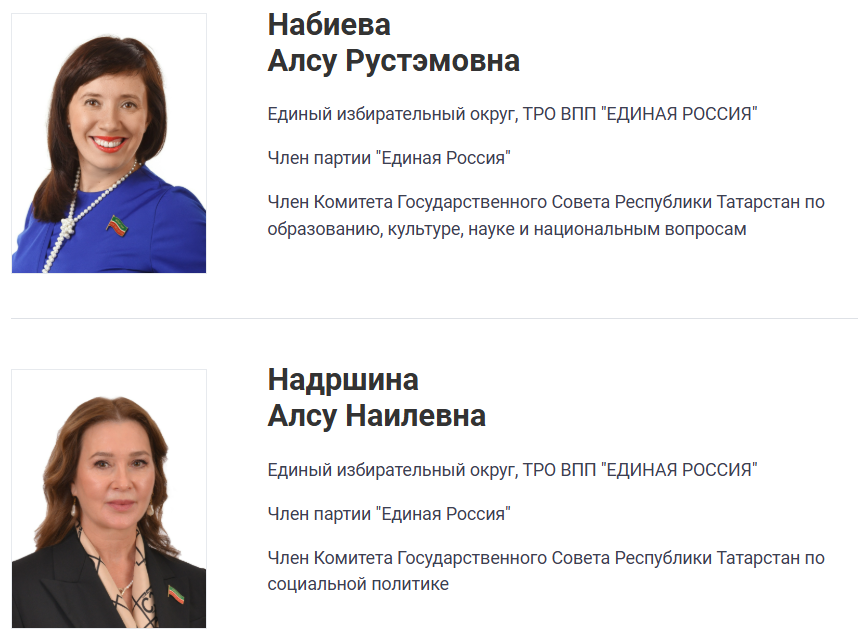 Набиева
Алсу Рустэмовна
Единый избирательный округ, ТРО ВПП "ЕДИНАЯ РОССИЯ"
Член партии "Единая Россия"
Член Комитета Государственного Совета Республики Татарстан по
образованию, культуре, науке и национальным вопросам
Надршина
Алсу Наилевна
Единый избирательный округ, ТРО ВПП "ЕДИНАЯ РОССИЯ"
Член партии "Единая Россия"
Член Комитета Государственного Совета Республики Татарстан по
социальной политике